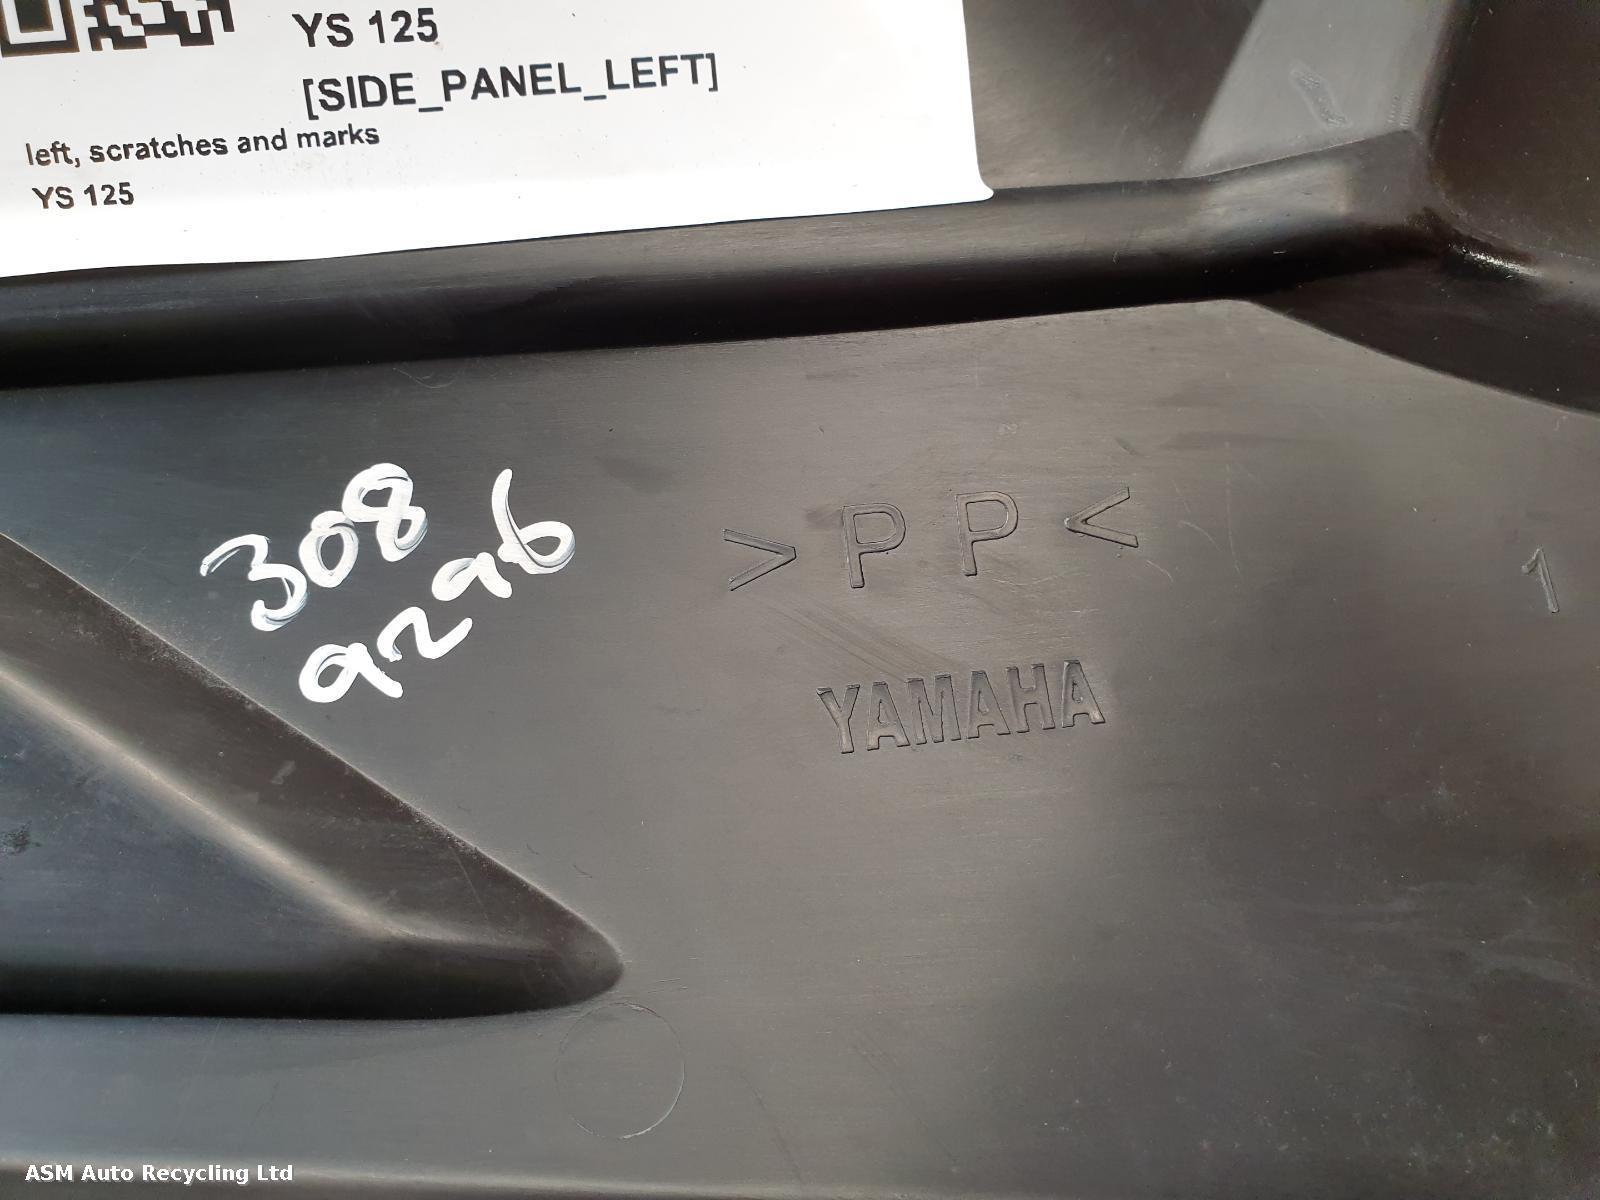 YS 125
[SIDE_PANEL_LEFT]
left, scratches and marks
YS 125
308
9296
>PP<
YAMAHA
1
ASM Auto Recycling Ltd